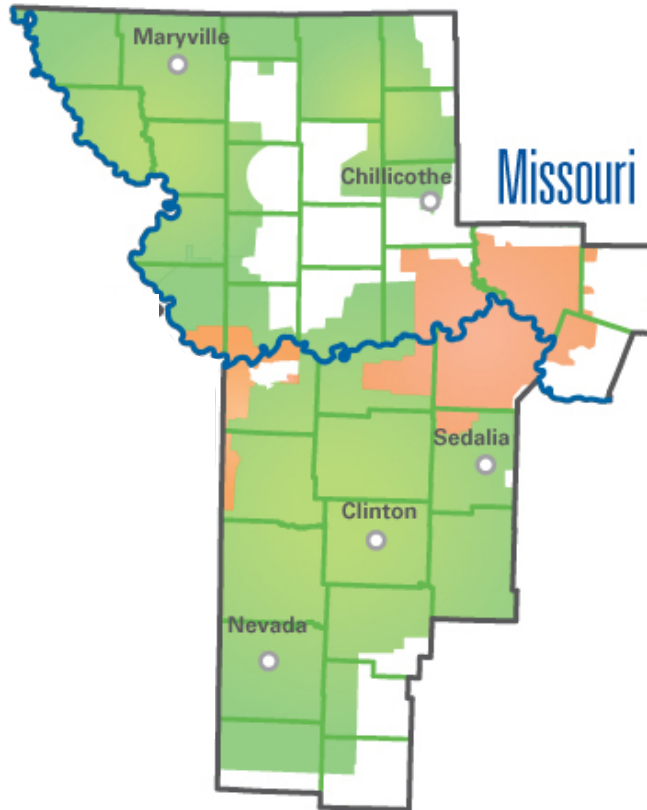 Maryville
Chillicothe
Missouri
Sedalia
Clinton
Nevada